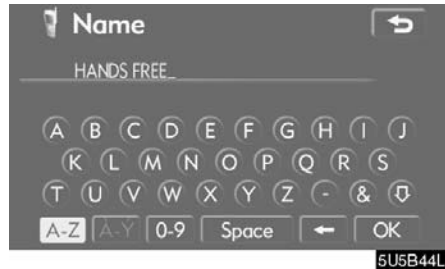 Name
HANDS FREE_
A B C D E F G H I J
K L M N O P Q R S
T U V W X Y Z - & ⇩
A-Z À-Ý 0-9 Space ← OK
5U5B44L